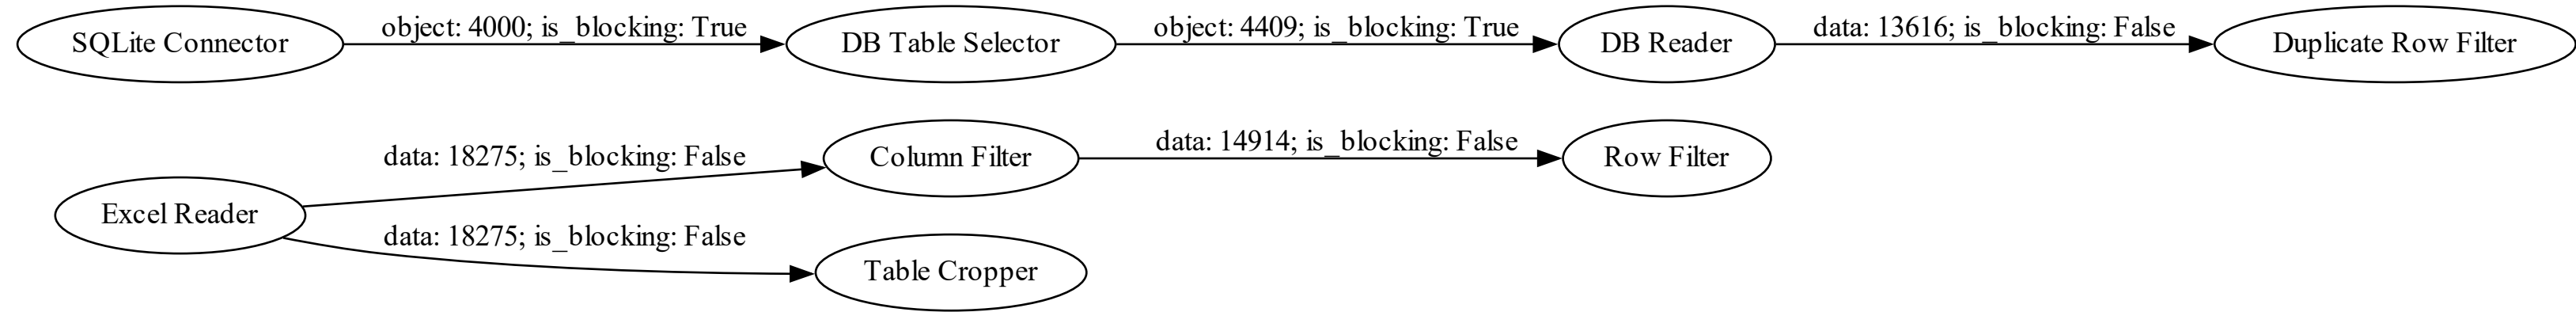 SQLite Connector
object: 4000; is_blocking: True
DB Table Selector
object: 4409; is_blocking: True
DB Reader
data: 13616; is_blocking: False
Duplicate Row Filter
Excel Reader
data: 18275; is_blocking: False
Column Filter
data: 14914; is_blocking: False
Row Filter
data: 18275; is_blocking: False
Table Cropper